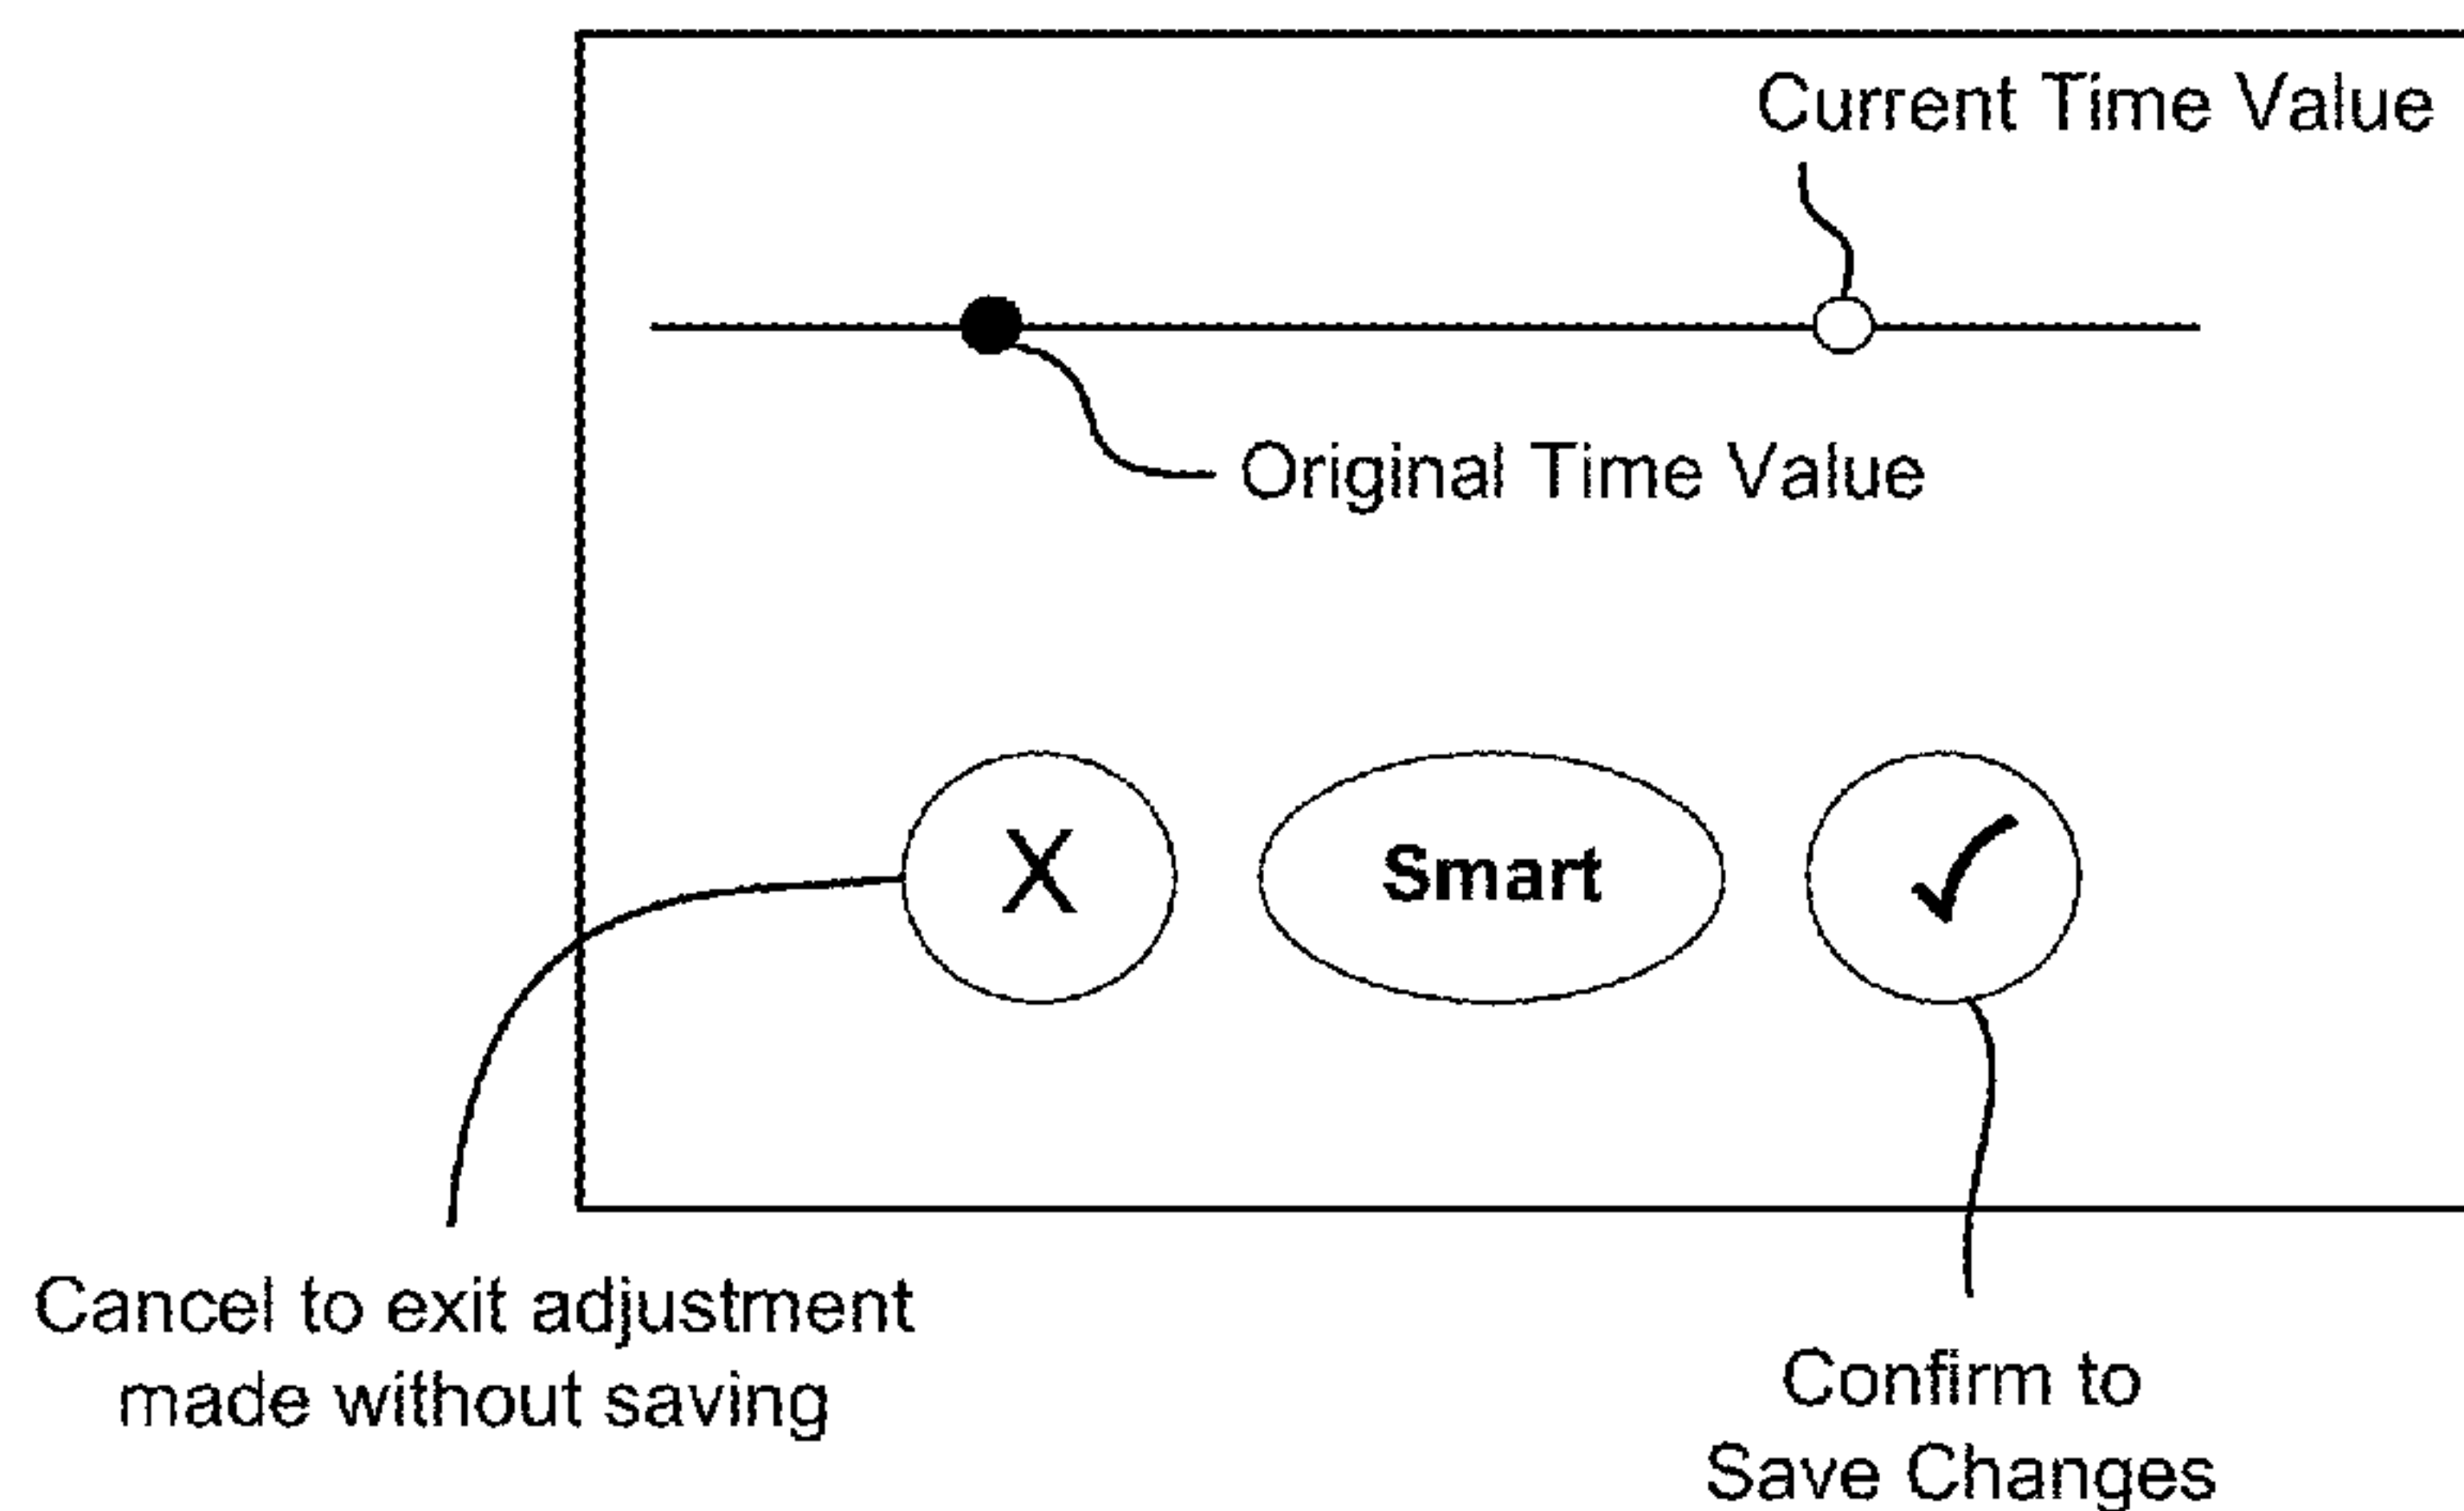 Current Time Value
Original Time Value
X
Smart
✓
Cancel to exit adjustment
made without saving
Confirm to
Save Changes